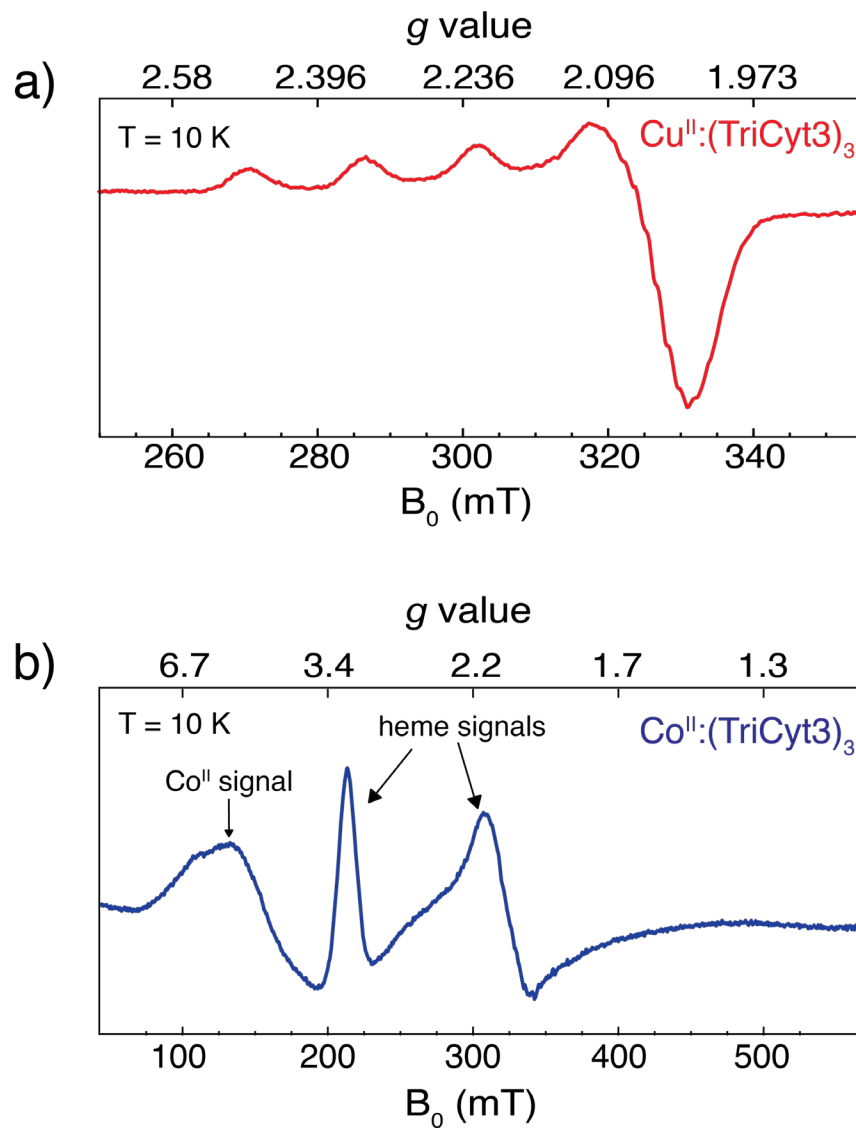 g value
a)
2.58 2.396 2.236 2.096 1.973
T = 10 K
Cuᴵᴵ:(TriCyt3)₃
260 280 300 320 340
B₀ (mT)
g value
b)
6.7 3.4 2.2 1.7 1.3
T = 10 K
heme signals
Coᴵᴵ:(TriCyt3)₃
Coᴵᴵ signal
100 200 300 400 500
B₀ (mT)